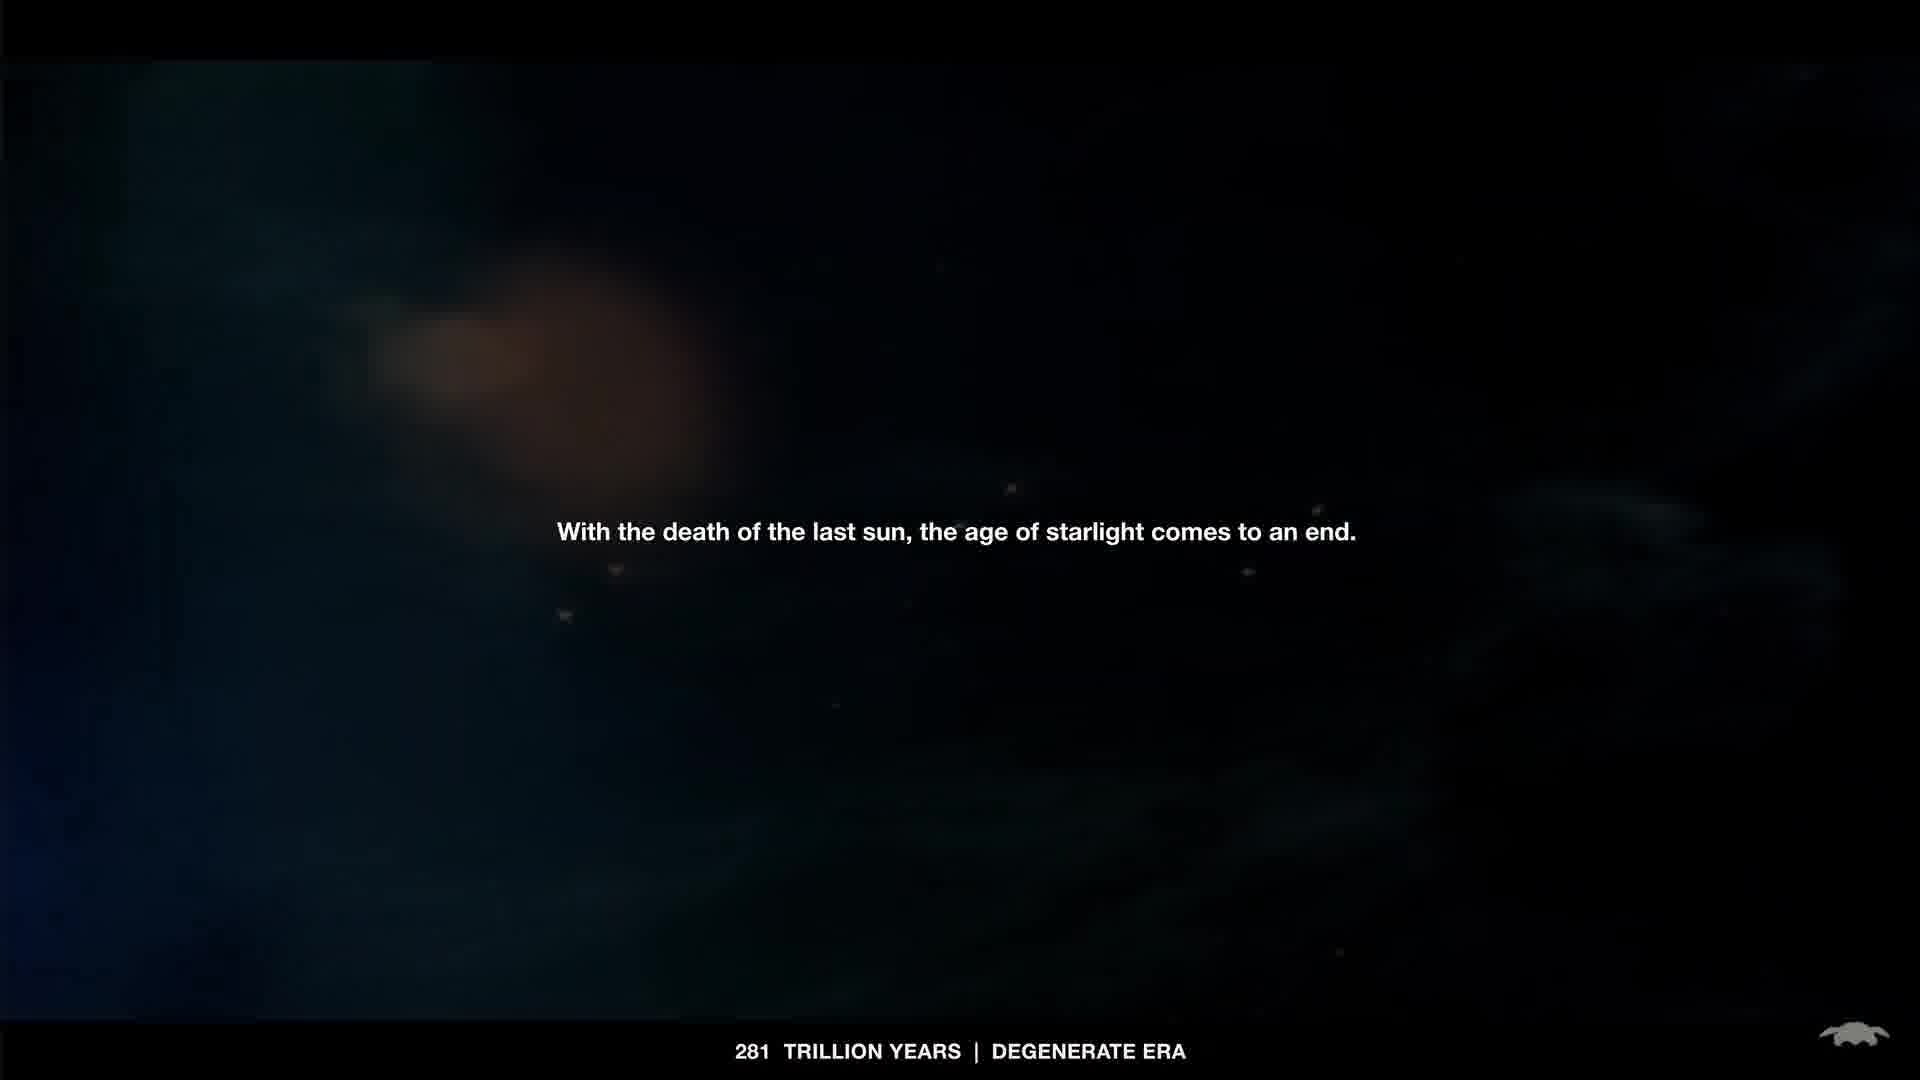 With the death of the last sun, the age of starlight comes to an end.
281 TRILLION YEARS | DEGENERATE ERA